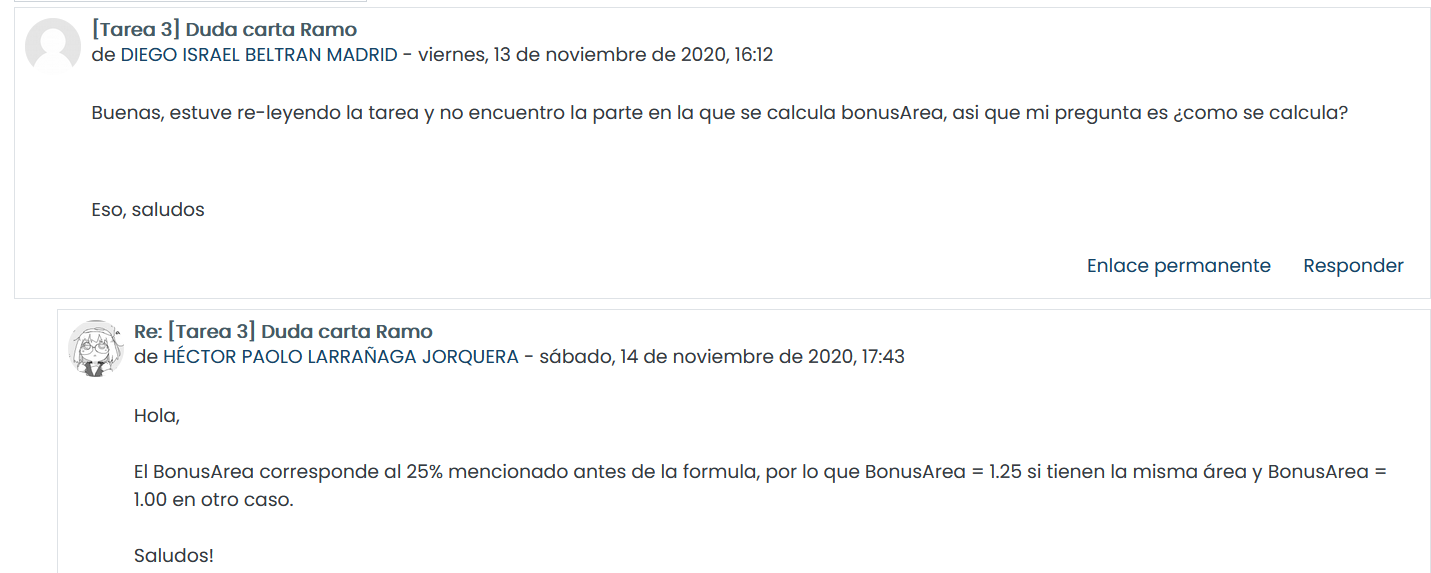 [Tarea 3] Duda carta Ramo
de DIEGO ISRAEL BELTRAN MADRID - viernes, 13 de noviembre de 2020, 16:12
Buenas, estuve re-leyendo la tarea y no encuentro la parte en la que se calcula bonusArea, asi que mi pregunta es ¿como se calcula?
Eso, saludos
Enlace permanente Responder
Re: [Tarea 3] Duda carta Ramo
de HÉCTOR PAOLO LARRAÑAGA JORQUERA - sábado, 14 de noviembre de 2020, 17:43
Hola,
El BonusArea corresponde al 25% mencionado antes de la formula, por lo que BonusArea = 1.25 si tienen la misma área y BonusArea =
1.00 en otro caso.
Saludos!